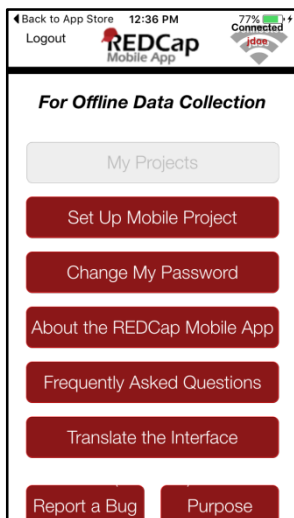 Back to App Store 12:36 PM 77%
Logout REDCap Connected
Mobile App jdoe
For Offline Data Collection
My Projects
Set Up Mobile Project
Change My Password
About the REDCap Mobile App
Frequently Asked Questions
Translate the Interface
Report a Bug Purpose